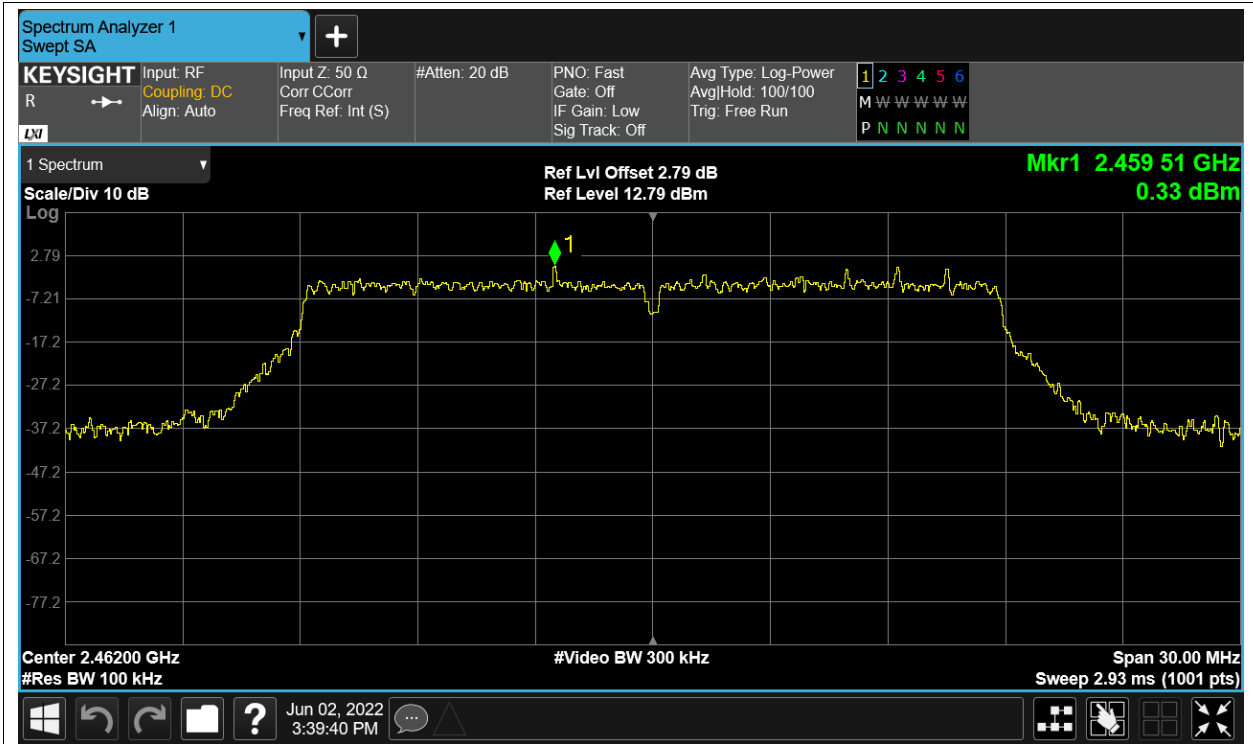 Spectrum Analyzer 1
Swept SA
KEYSIGHT
R
LXI
Input: RF
Coupling: DC
Align: Auto
Input Z: 50 Ω
Corr CCorr
Freq Ref: Int (S)
#Atten: 20 dB
PNO: Fast
Gate: Off
IF Gain: Low
Sig Track: Off
Avg Type: Log-Power
Avg|Hold: 100/100
Trig: Free Run
1 2 3 4 5 6
M W W W W W
P N N N N N
1 Spectrum
Scale/Div 10 dB
Ref Lvl Offset 2.79 dB
Ref Level 12.79 dBm
Mkr1 2.459 51 GHz
0.33 dBm
Log
1
2.79
-7.21
-17.2
-27.2
-37.2
-47.2
-57.2
-67.2
-77.2
Center 2.46200 GHz
#Video BW 300 kHz
Span 30.00 MHz
#Res BW 100 kHz
Sweep 2.93 ms (1001 pts)
?
Jun 02, 2022
3:39:40 PM